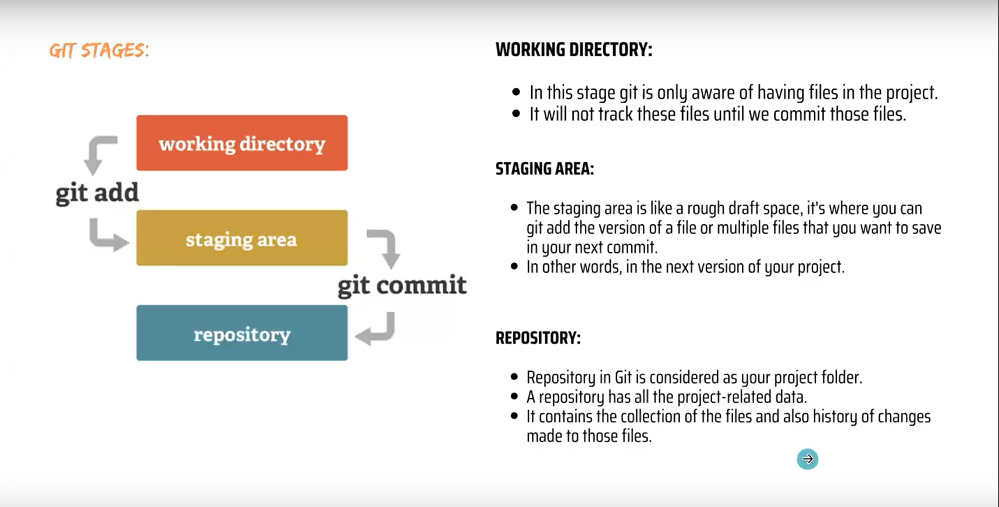 GIT STAGES:
working directory
git add
staging area
git commit
repository
WORKING DIRECTORY:
• In this stage git is only aware of having files in the project.
• It will not track these files until we commit those files.
STAGING AREA:
• The staging area is like a rough draft space, it's where you can
git add the version of a file or multiple files that you want to save
in your next commit.
• In other words, in the next version of your project.
REPOSITORY:
• Repository in Git is considered as your project folder.
• A repository has all the project-related data.
• It contains the collection of the files and also history of changes
made to those files.